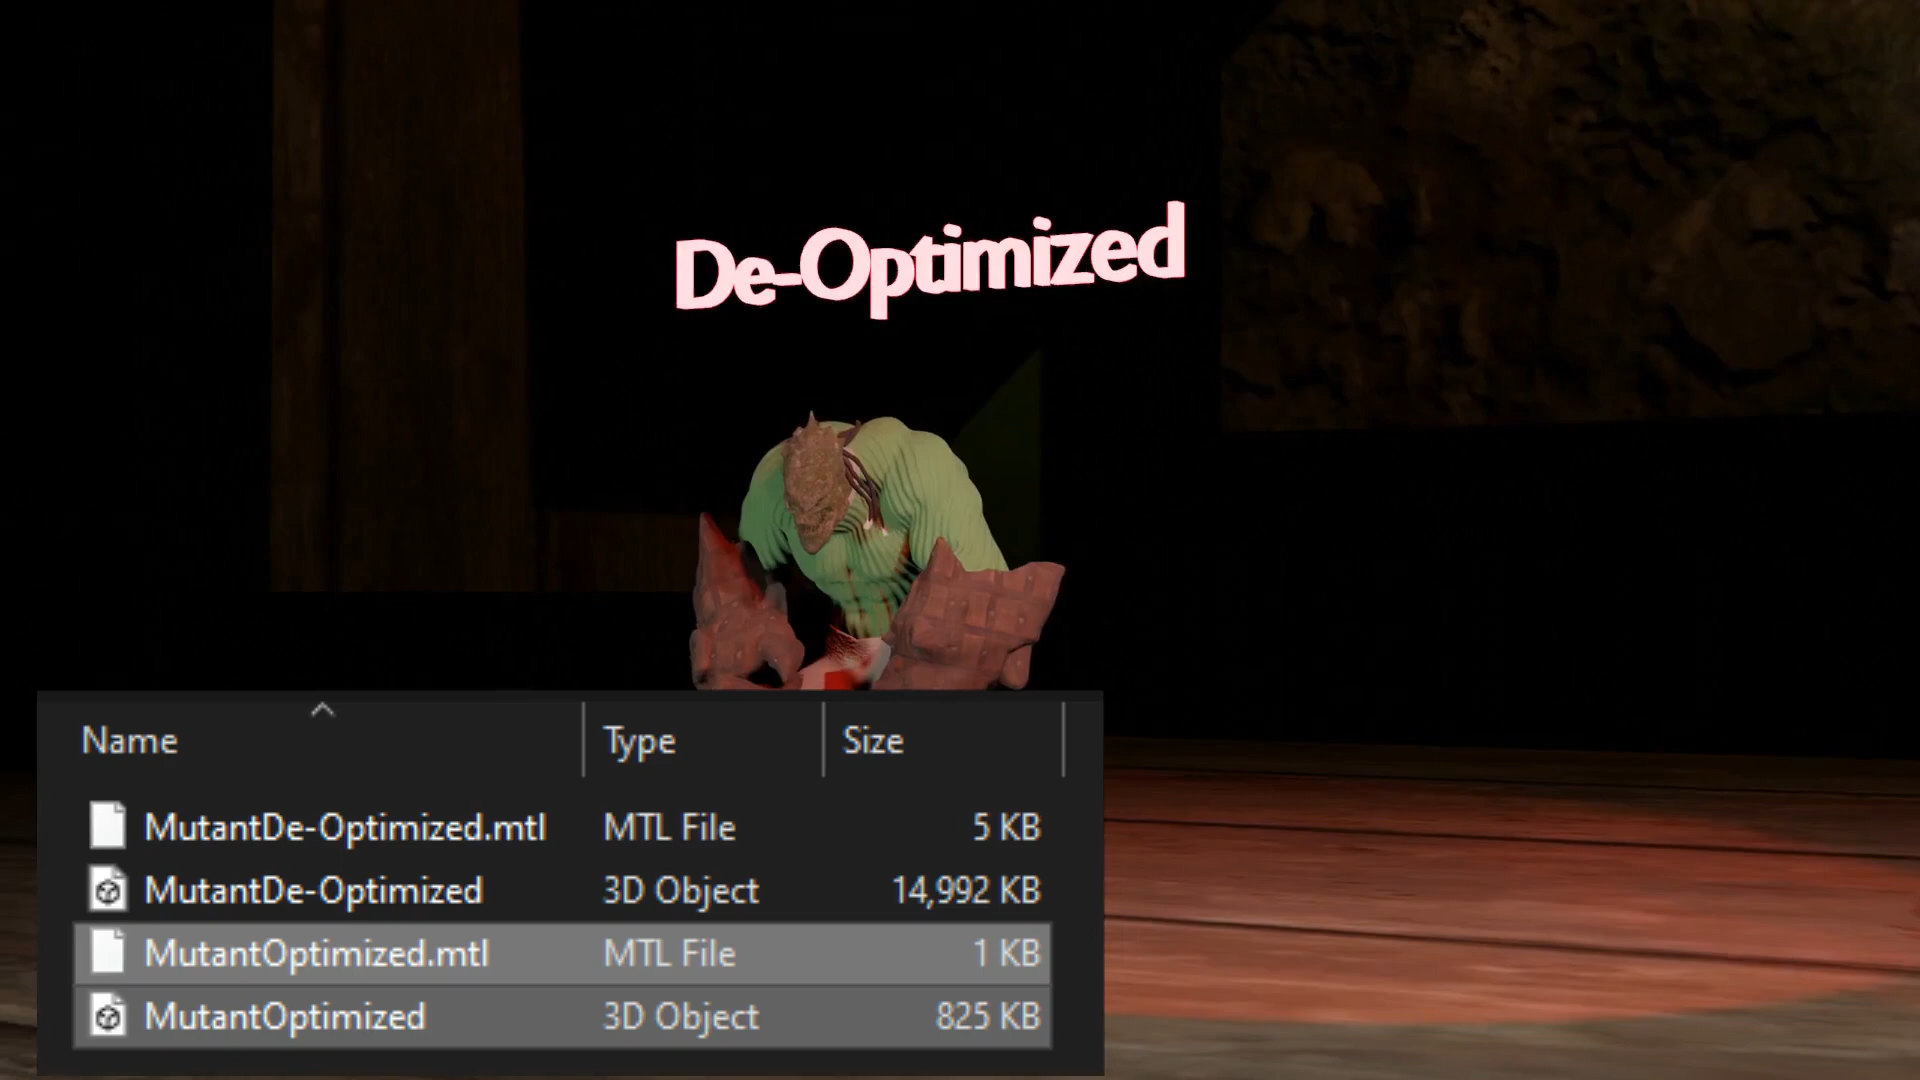 De-Optimized
Name Type Size
MutantDe-Optimized.mtl MTL File 5 KB
MutantDe-Optimized 3D Object 14,992 KB
MutantOptimized.mtl MTL File 1 KB
MutantOptimized 3D Object 825 KB